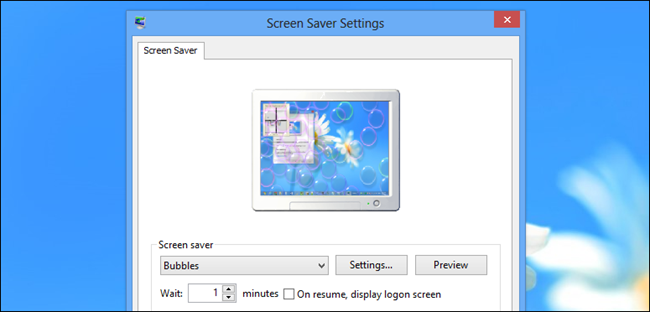 Screen Saver Settings
Screen Saver
Screen saver
Bubbles Settings... Preview
Wait: 1 minutes On resume, display logon screen